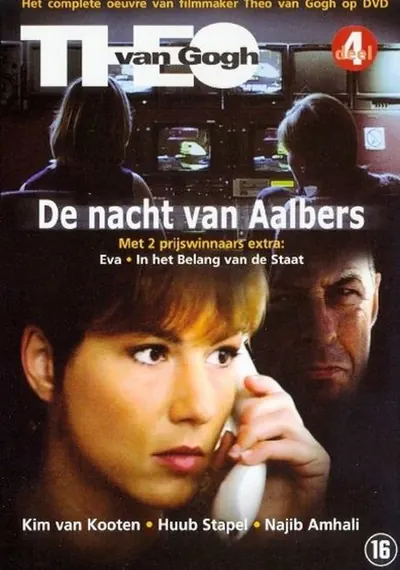 Het complete oeuvre van filmmaker Theo van Gogh op DVD
THEO
van Gogh
4
deel
De nacht van Aalbers
Met 2 prijswinnaars extra:
Eva • In het Belang van de Staat
Kim van Kooten • Huub Stapel • Najib Amhali
16